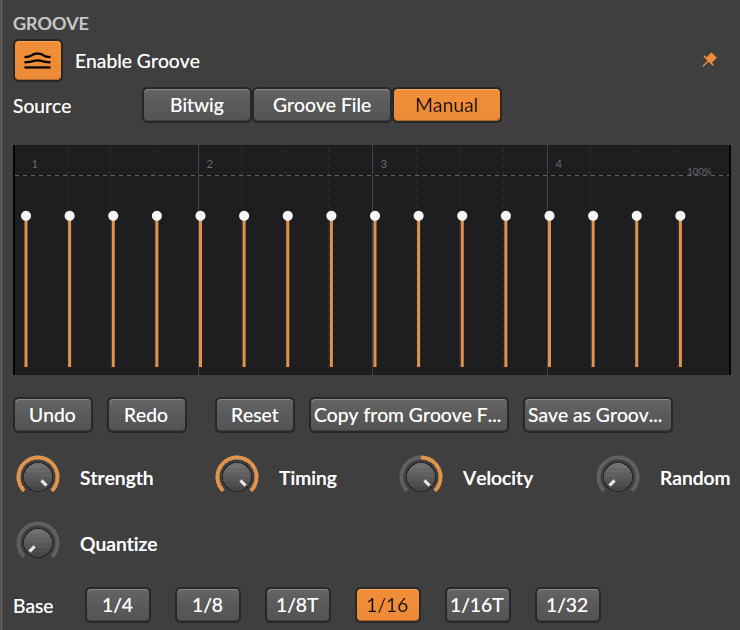 GROOVE
Enable Groove
Source Bitwig Groove File Manual
1 2 3 4
100%
Undo Redo Reset Copy from Groove F... Save as Groov...
Strength Timing Velocity Random
Quantize
Base 1/4 1/8 1/8T 1/16 1/16T 1/32